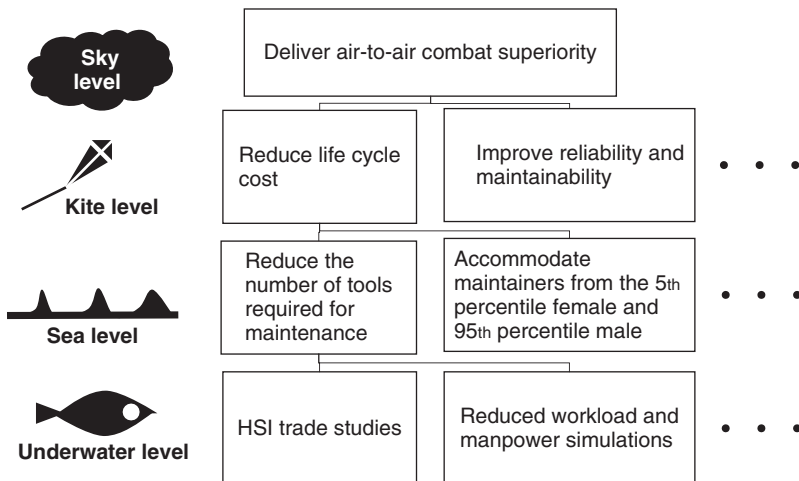 Sky
level
Deliver air-to-air combat superiority
Kite level
Reduce life cycle
cost
Improve reliability and
maintainability
Sea level
Reduce the
number of tools
required for
maintenance
Accommodate
maintainers from the 5th
percentile female and
95th percentile male
Underwater level
HSI trade studies
Reduced workload and
manpower simulations